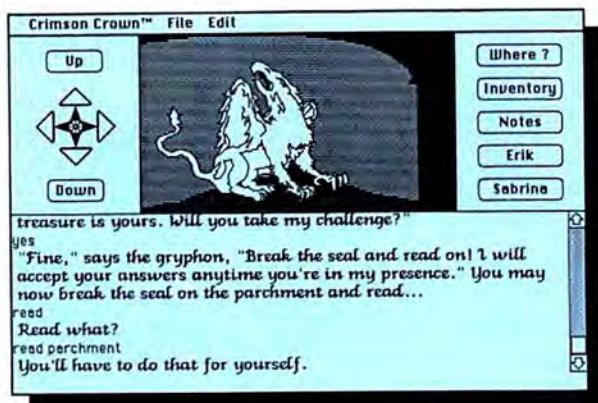 Crimson Crown™ File Edit
Up
Down
Where ?
Inventory
Notes
Erik
Sabrina
treasure is yours. Will you take my challenge?"
yes
"Fine," says the gryphon, "Break the seal and read on! I will
accept your answers anytime you're in my presence." You may
now break the seal on the parchment and read...
read
Read what?
read parchment
You'll have to do that for yourself.